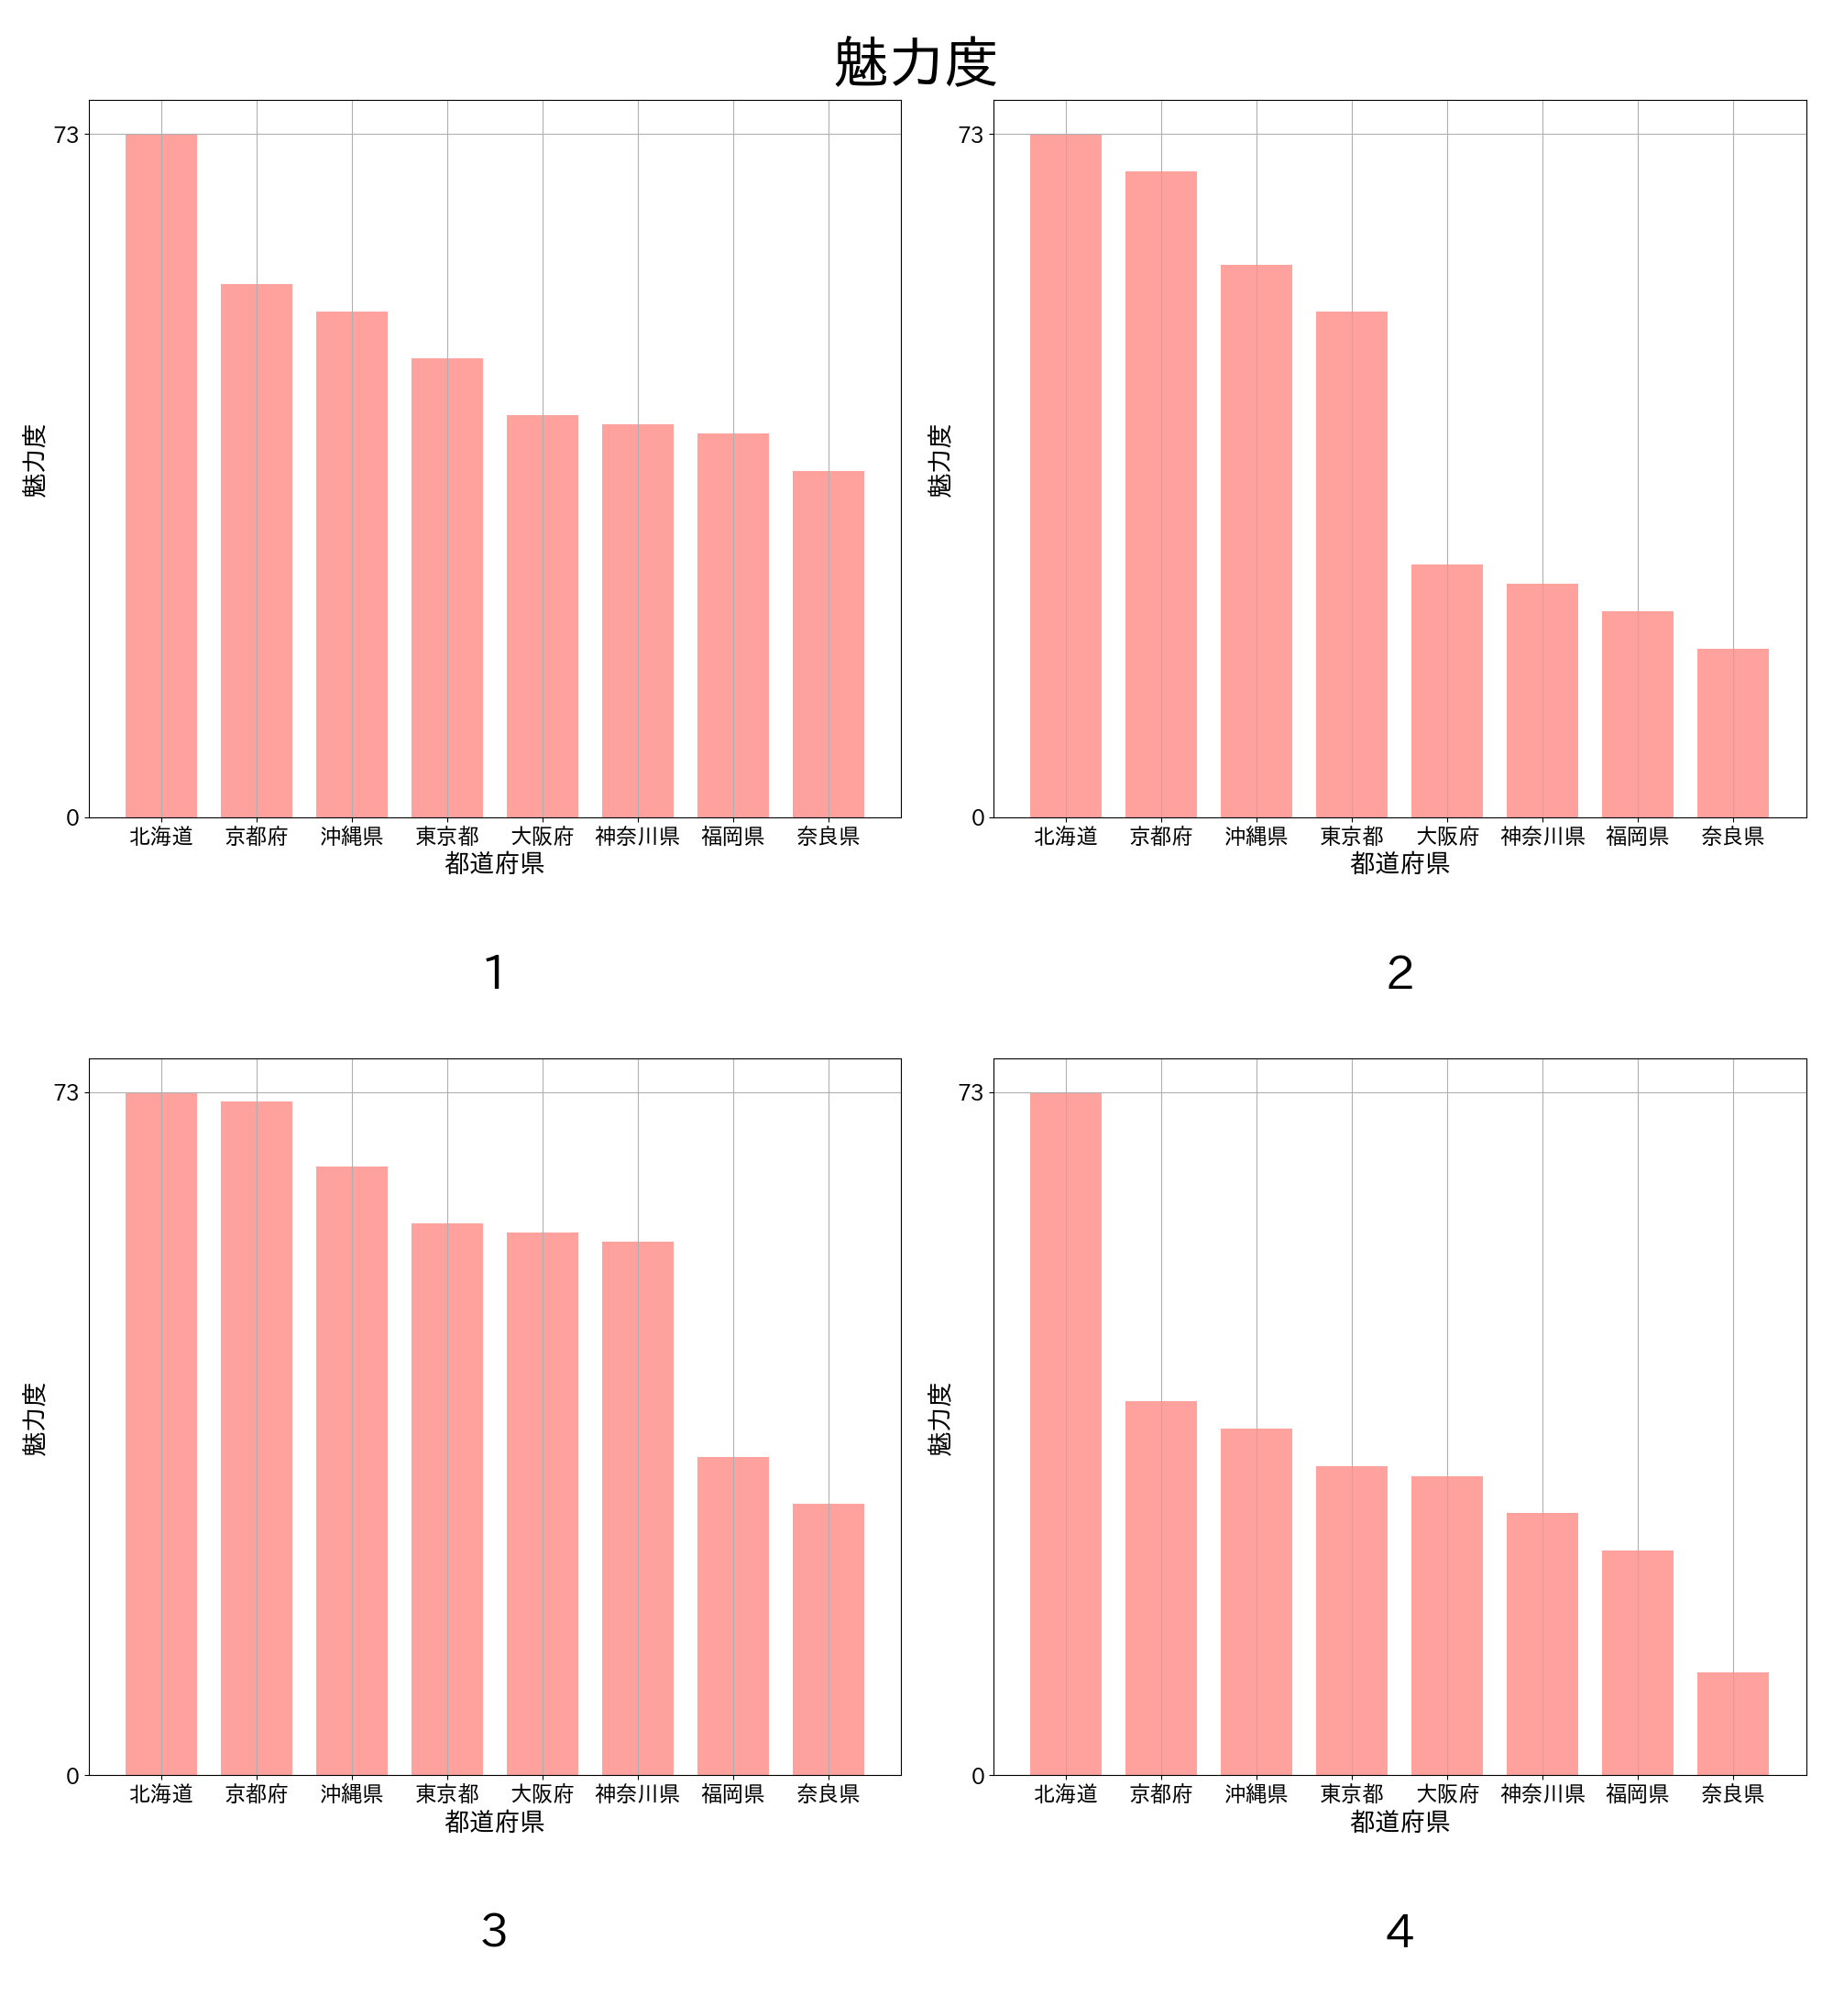 魅力度
73
0
魅力度
北海道 京都府 沖縄県 東京都 大阪府 神奈川県 福岡県 奈良県
都道府県
1
73
0
魅力度
北海道 京都府 沖縄県 東京都 大阪府 神奈川県 福岡県 奈良県
都道府県
2
73
0
魅力度
北海道 京都府 沖縄県 東京都 大阪府 神奈川県 福岡県 奈良県
都道府県
3
73
0
魅力度
北海道 京都府 沖縄県 東京都 大阪府 神奈川県 福岡県 奈良県
都道府県
4